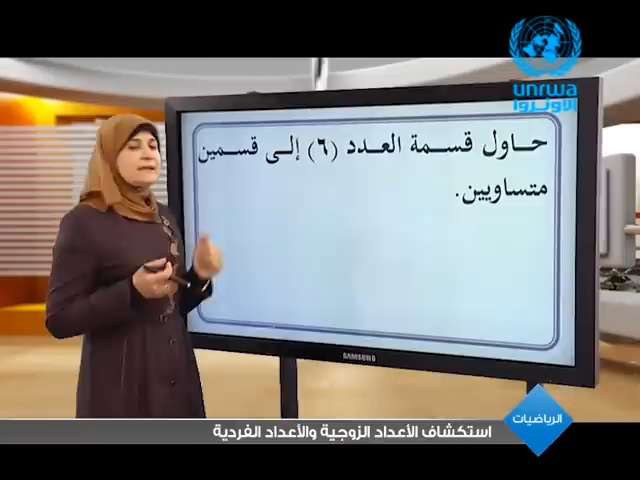 unrwa
الأونروا
حاول قسمة العدد (٦) إلى قسمين
متساويين.
SAMSUNG
الرياضيات
استكشاف الأعداد الزوجية والأعداد الفردية